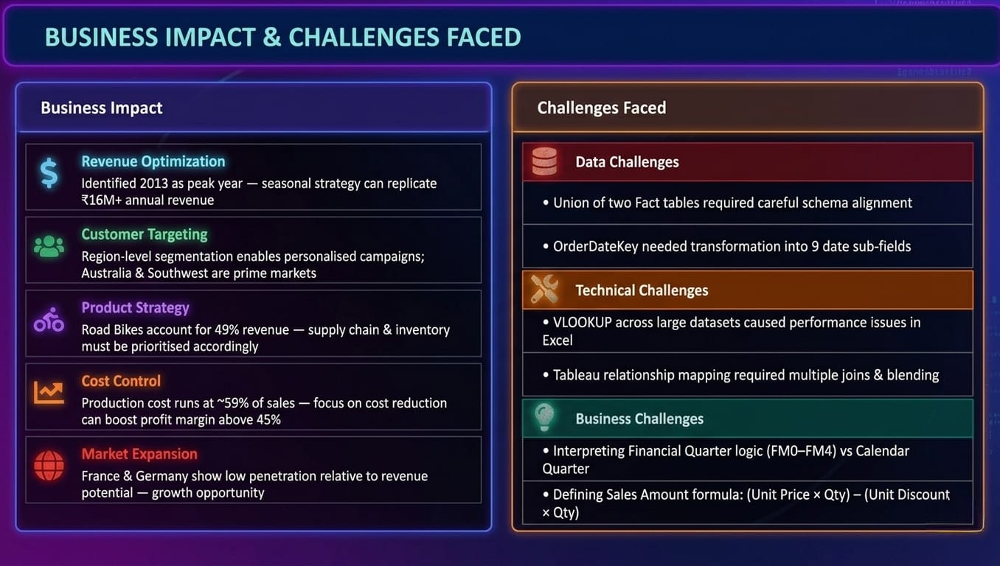 BUSINESS IMPACT & CHALLENGES FACED
Business Impact
Revenue Optimization
Identified 2013 as peak year — seasonal strategy can replicate
₹16M+ annual revenue
Customer Targeting
Region-level segmentation enables personalised campaigns;
Australia & Southwest are prime markets
Product Strategy
Road Bikes account for 49% revenue — supply chain & inventory
must be prioritised accordingly
Cost Control
Production cost runs at ~59% of sales — focus on cost reduction
can boost profit margin above 45%
Market Expansion
France & Germany show low penetration relative to revenue
potential — growth opportunity
Challenges Faced
Data Challenges
• Union of two Fact tables required careful schema alignment
• OrderDateKey needed transformation into 9 date sub-fields
Technical Challenges
• VLOOKUP across large datasets caused performance issues in
Excel
• Tableau relationship mapping required multiple joins & blending
Business Challenges
• Interpreting Financial Quarter logic (FM0–FM4) vs Calendar
Quarter
• Defining Sales Amount formula: (Unit Price × Qty) – (Unit Discount
× Qty)